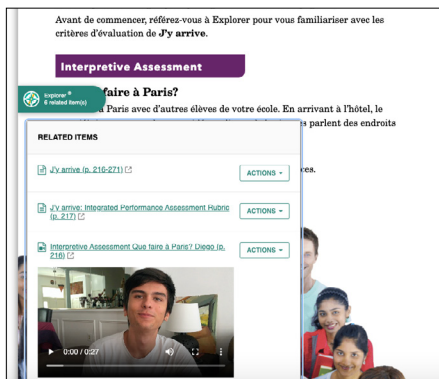 Avant de commencer, référez-vous à Explorer pour vous familiariser avec les
critères d'évaluation de J'y arrive.
Interpretive Assessment
faire à Paris?
Explorer
6 related item(s)
à Paris avec d'autres élèves de votre école. En arrivant à l'hôtel, le
s parlent des endroits
RELATED ITEMS
ces.
J'y arrive (p. 216-271)
ACTIONS
J'y arrive: Integrated Performance Assessment Rubric
(p. 217)
ACTIONS
Interpretive Assessment Que faire à Paris? Diego (p.
216)
ACTIONS
0:00 / 0:27